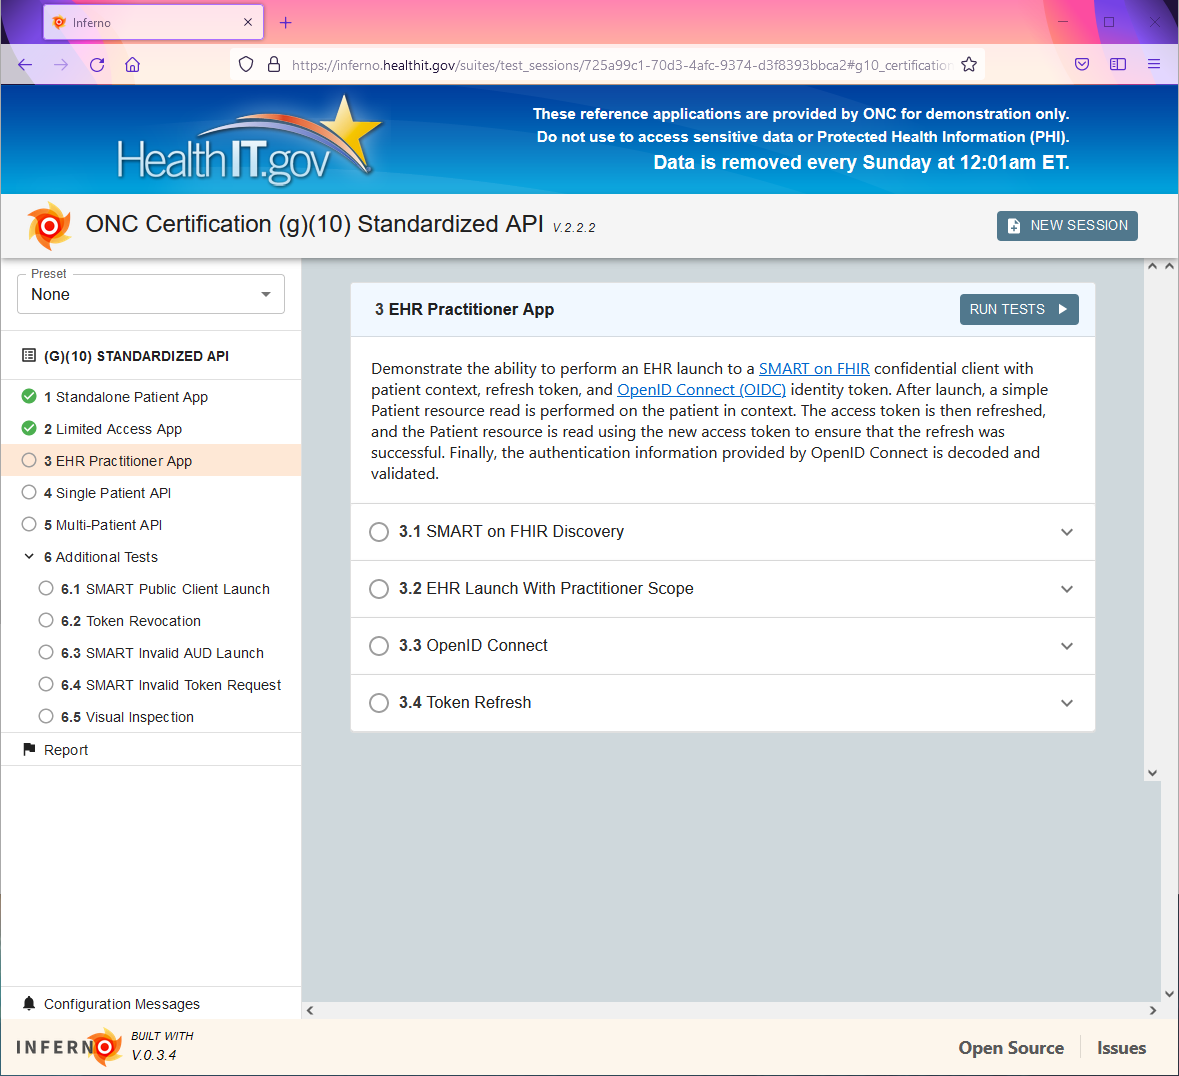 Inferno
https://inferno.healthit.gov/suites/test_sessions/725a99c1-70d3-4afc-9374-d3f8393bbca2#g10_certification
HealthIT.gov
These reference applications are provided by ONC for demonstration only.
Do not use to access sensitive data or Protected Health Information (PHI).
Data is removed every Sunday at 12:01am ET.
ONC Certification (g)(10) Standardized API V.2.2.2
NEW SESSION
Preset
None
(G)(10) STANDARDIZED API
1 Standalone Patient App
2 Limited Access App
3 EHR Practitioner App
4 Single Patient API
5 Multi-Patient API
6 Additional Tests
6.1 SMART Public Client Launch
6.2 Token Revocation
6.3 SMART Invalid AUD Launch
6.4 SMART Invalid Token Request
6.5 Visual Inspection
Report
3 EHR Practitioner App
RUN TESTS
Demonstrate the ability to perform an EHR launch to a SMART on FHIR confidential client with
patient context, refresh token, and OpenID Connect (OIDC) identity token. After launch, a simple
Patient resource read is performed on the patient in context. The access token is then refreshed,
and the Patient resource is read using the new access token to ensure that the refresh was
successful. Finally, the authentication information provided by OpenID Connect is decoded and
validated.
3.1 SMART on FHIR Discovery
3.2 EHR Launch With Practitioner Scope
3.3 OpenID Connect
3.4 Token Refresh
Configuration Messages
INFERNO
BUILT WITH
V.0.3.4
Open Source
Issues